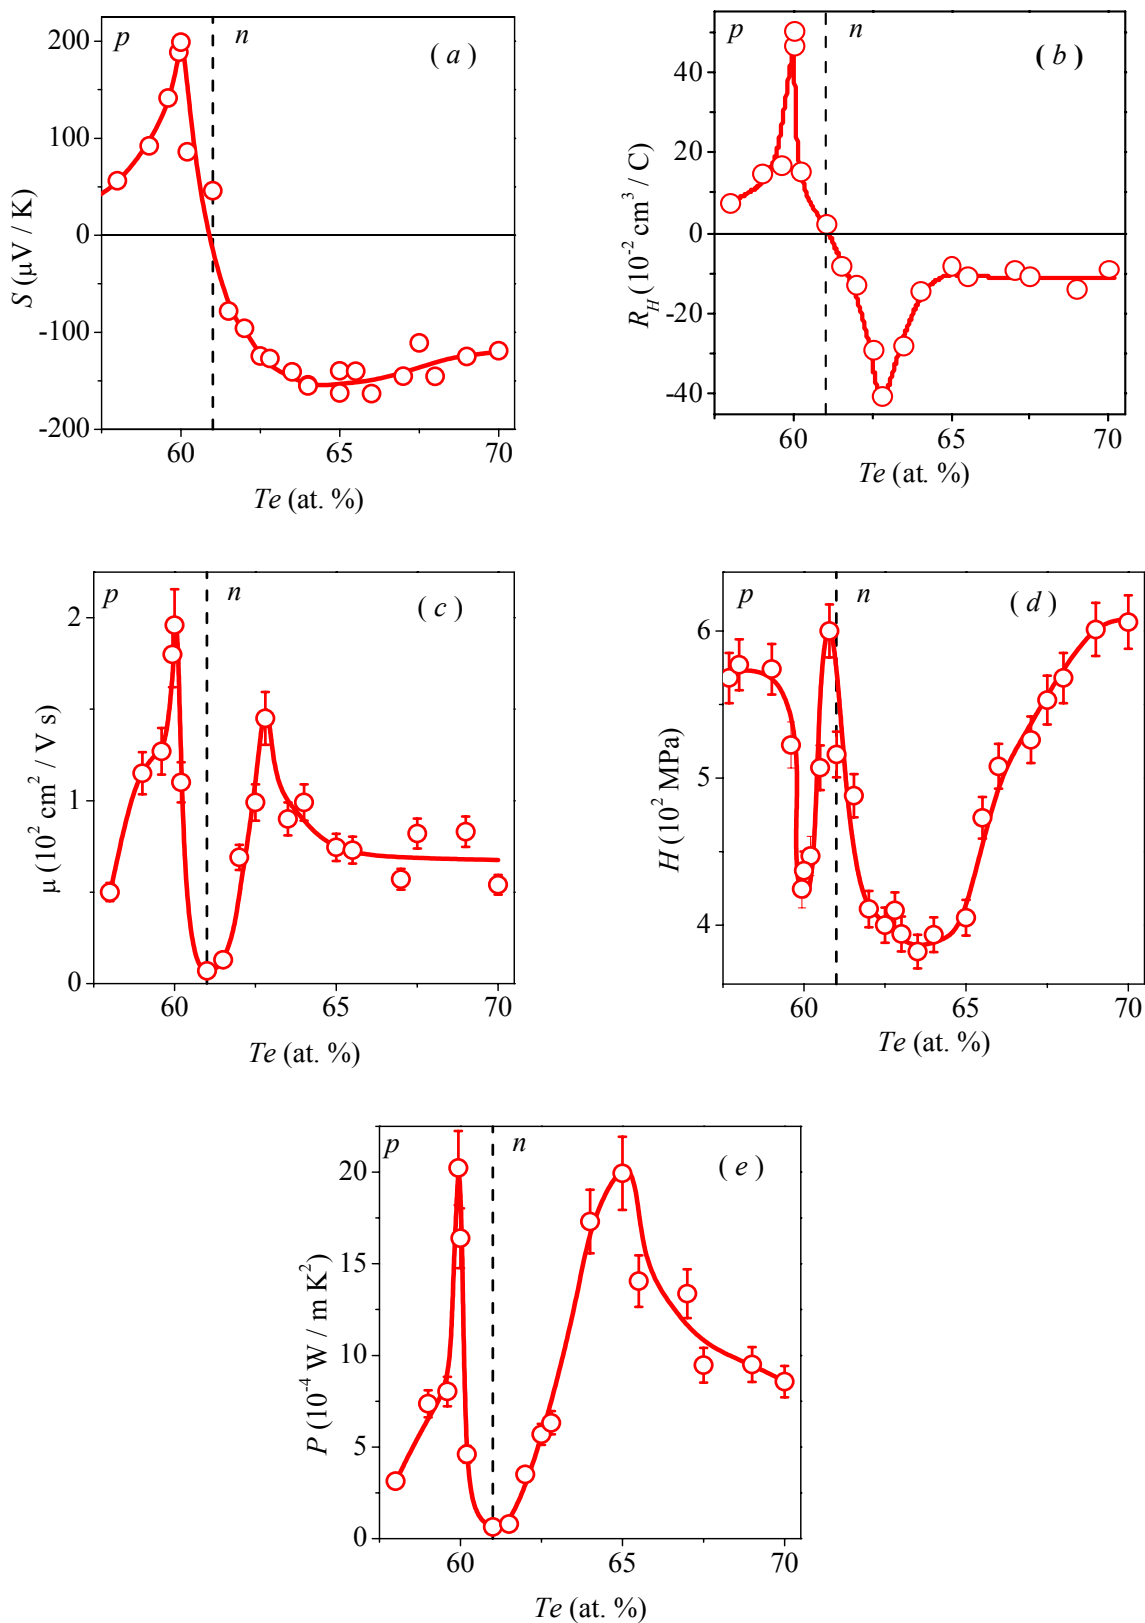 p n ( a )
200
100
0
-100
-200
S (μV / K)
60 65 70
Te (at. %)
p n ( b )
40
20
0
-20
-40
R_H (10^-2 cm^3 / C)
60 65 70
Te (at. %)
p n ( c )
2
1
0
μ (10^2 cm^2 / V s)
60 65 70
Te (at. %)
p n ( d )
6
5
4
H (10^2 MPa)
60 65 70
Te (at. %)
p n ( e )
20
15
10
5
0
P (10^-4 W / m K^2)
60 65 70
Te (at. %)